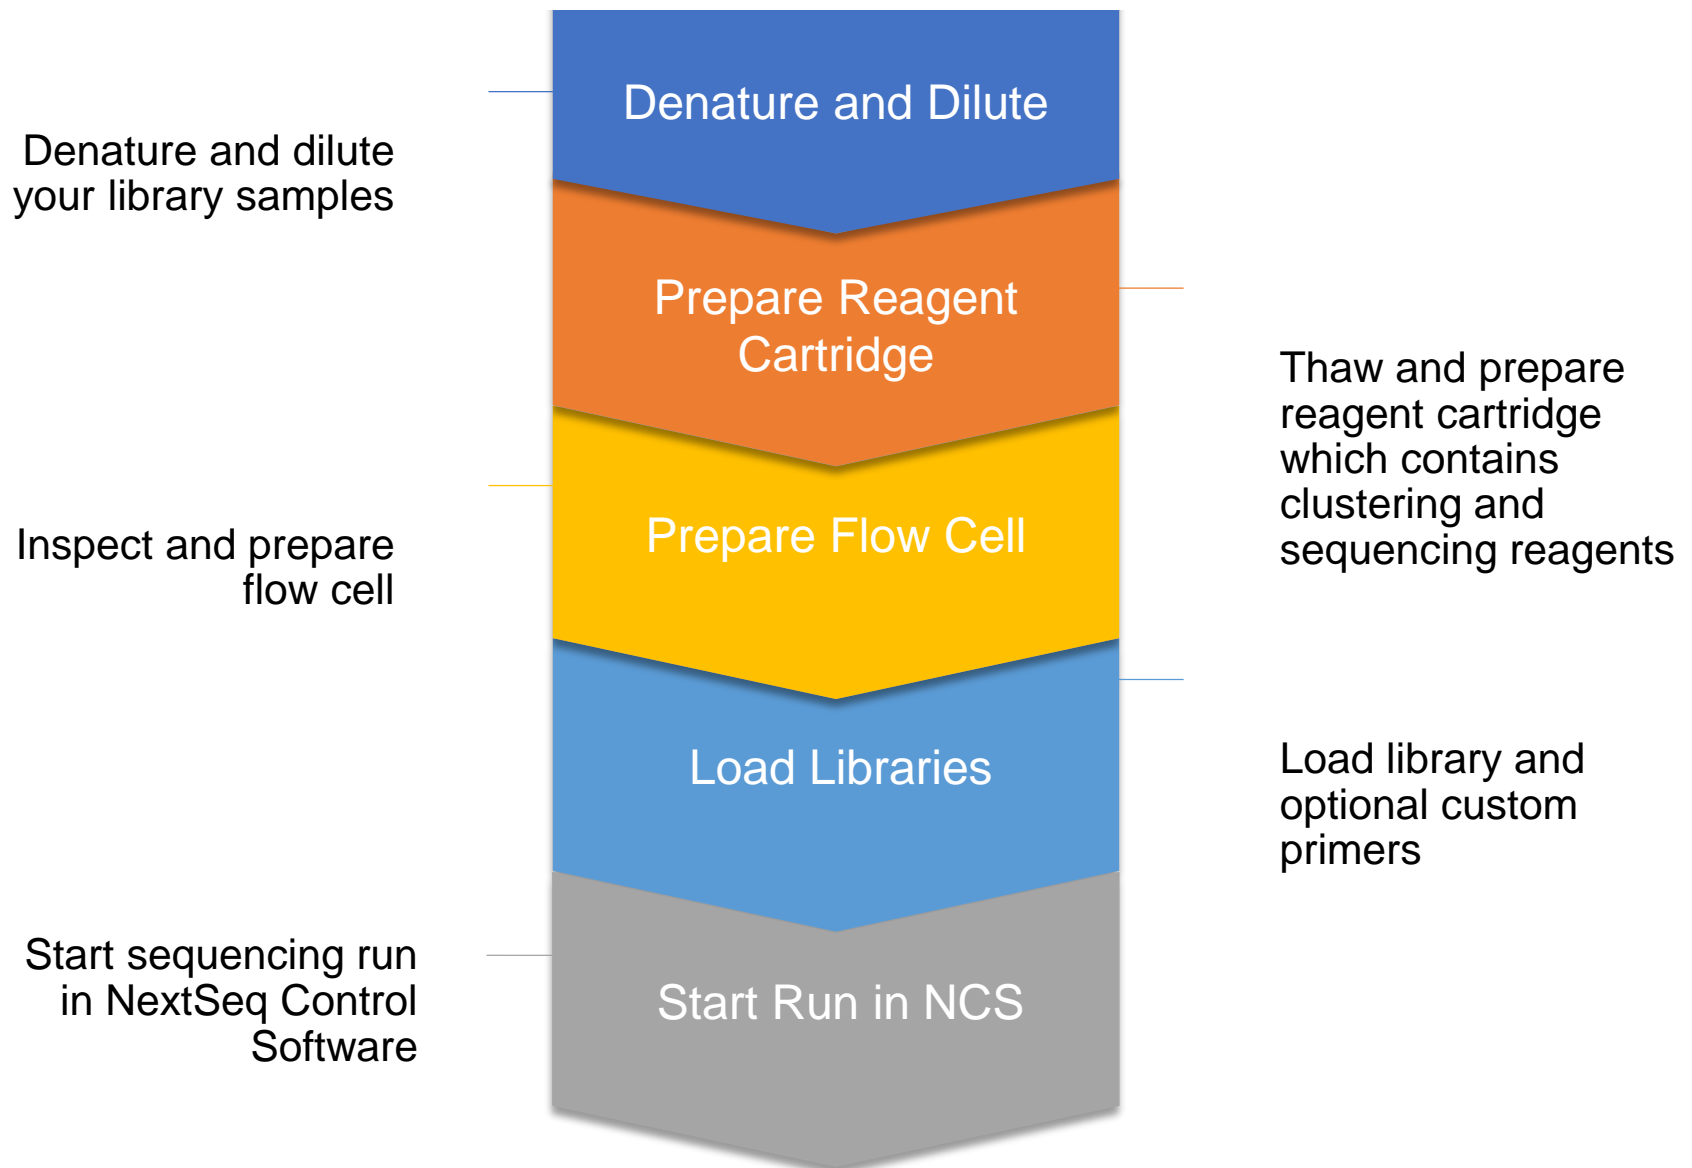 Denature and Dilute
Denature and dilute
your library samples
Prepare Reagent
Cartridge
Thaw and prepare
reagent cartridge
which contains
clustering and
sequencing reagents
Prepare Flow Cell
Inspect and prepare
flow cell
Load Libraries
Load library and
optional custom
primers
Start Run in NCS
Start sequencing run
in NextSeq Control
Software